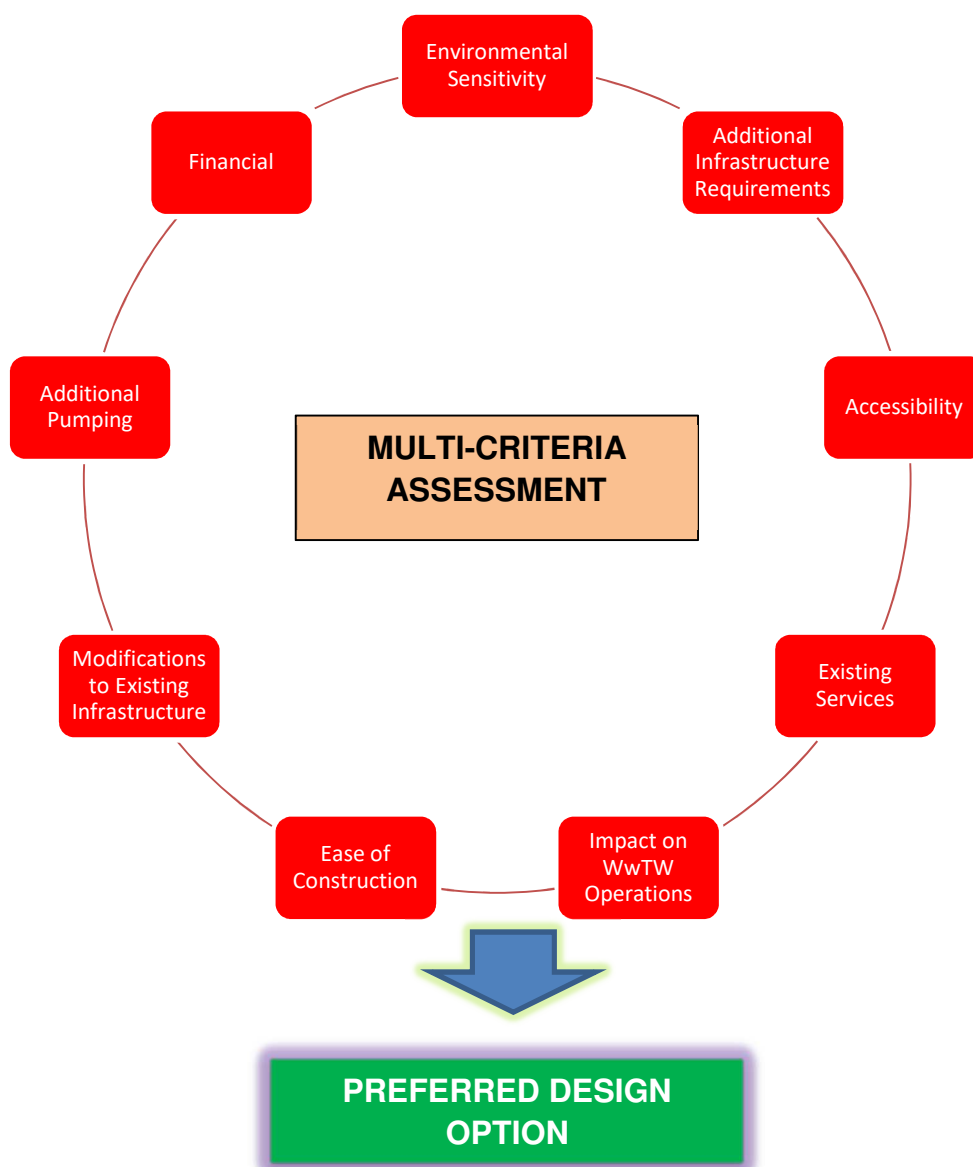 Environmental
Sensitivity
Additional
Infrastructure
Requirements
Accessibility
Existing
Services
Impact on
WwTW
Operations
Ease of
Construction
Modifications
to Existing
Infrastructure
Additional
Pumping
Financial
MULTI-CRITERIA
ASSESSMENT
PREFERRED DESIGN
OPTION